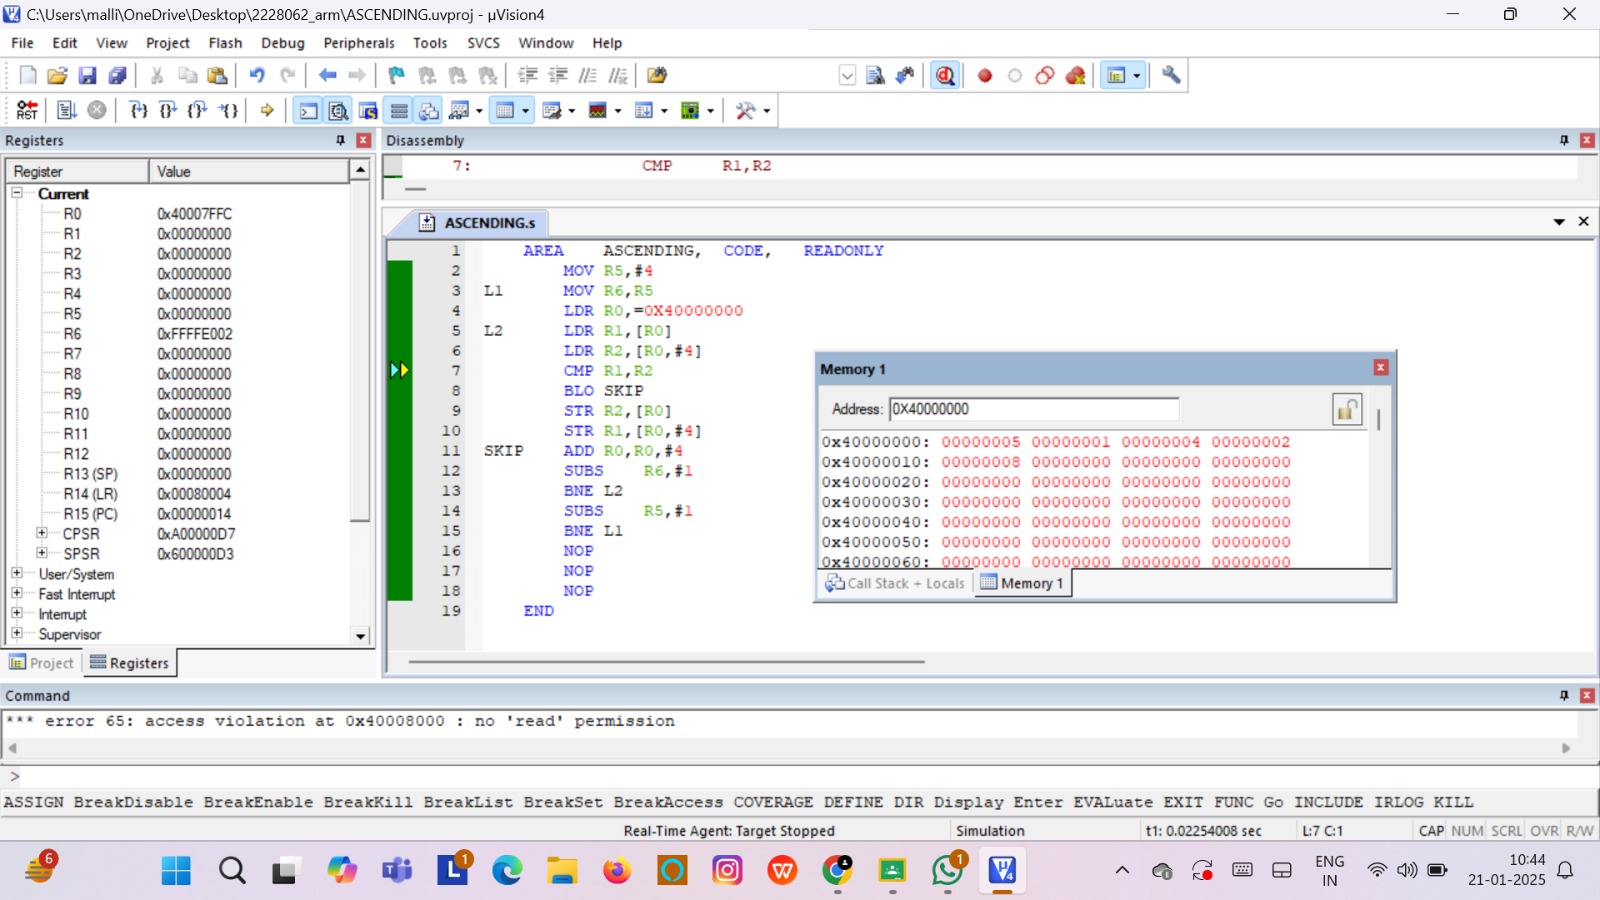 C:\Users\malli\OneDrive\Desktop\2228062_arm\ASCENDING.uvproj - µVision4
File Edit View Project Flash Debug Peripherals Tools SVCS Window Help
RST
Registers
Register Value
Current
R0 0x40007FFC
R1 0x00000000
R2 0x00000000
R3 0x00000000
R4 0x00000000
R5 0x00000000
R6 0xFFFFE002
R7 0x00000000
R8 0x00000000
R9 0x00000000
R10 0x00000000
R11 0x00000000
R12 0x00000000
R13 (SP) 0x00000000
R14 (LR) 0x00080004
R15 (PC) 0x00000014
CPSR 0xA00000D7
SPSR 0x600000D3
User/System
Fast Interrupt
Interrupt
Supervisor
Project Registers
Disassembly
7: CMP R1,R2
ASCENDING.s
1 AREA ASCENDING, CODE, READONLY
2 MOV R5,#4
3 L1 MOV R6,R5
4 LDR R0,=0X40000000
5 L2 LDR R1,[R0]
6 LDR R2,[R0,#4]
7 CMP R1,R2
8 BLO SKIP
9 STR R2,[R0]
10 STR R1,[R0,#4]
11 SKIP ADD R0,R0,#4
12 SUBS R6,#1
13 BNE L2
14 SUBS R5,#1
15 BNE L1
16 NOP
17 NOP
18 NOP
19 END
Memory 1
Address: 0X40000000
0x40000000: 00000005 00000001 00000004 00000002
0x40000010: 00000008 00000000 00000000 00000000
0x40000020: 00000000 00000000 00000000 00000000
0x40000030: 00000000 00000000 00000000 00000000
0x40000040: 00000000 00000000 00000000 00000000
0x40000050: 00000000 00000000 00000000 00000000
0x40000060: 00000000 00000000 00000000 00000000
Call Stack + Locals Memory 1
Command
*** error 65: access violation at 0x40008000 : no 'read' permission
>
ASSIGN BreakDisable BreakEnable BreakKill BreakList BreakSet BreakAccess COVERAGE DEFINE DIR Display Enter EVALuate EXIT FUNC Go INCLUDE IRLOG KILL
Real-Time Agent: Target Stopped Simulation t1: 0.02254008 sec L:7 C:1 CAP NUM SCRL OVR R/W
6
1
1
ENG
IN
10:44
21-01-2025